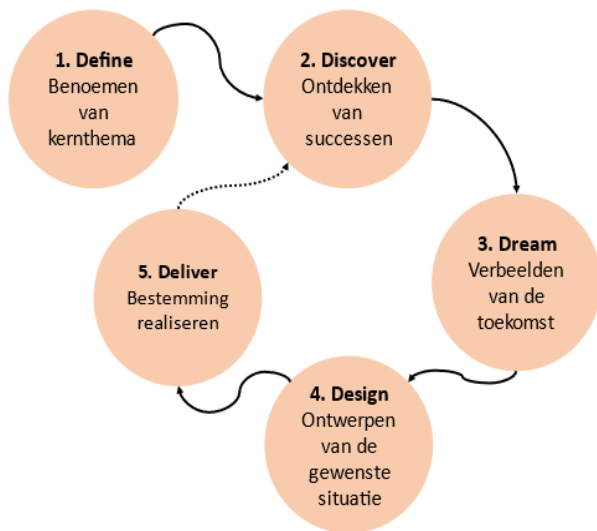 1. Define
Benoemen
van
kernthema
2. Discover
Ontdekken
van
successen
3. Dream
Verbeelden
van de
toekomst
4. Design
Ontwerpen
van de
gewenste
situatie
5. Deliver
Bestemming
realiseren